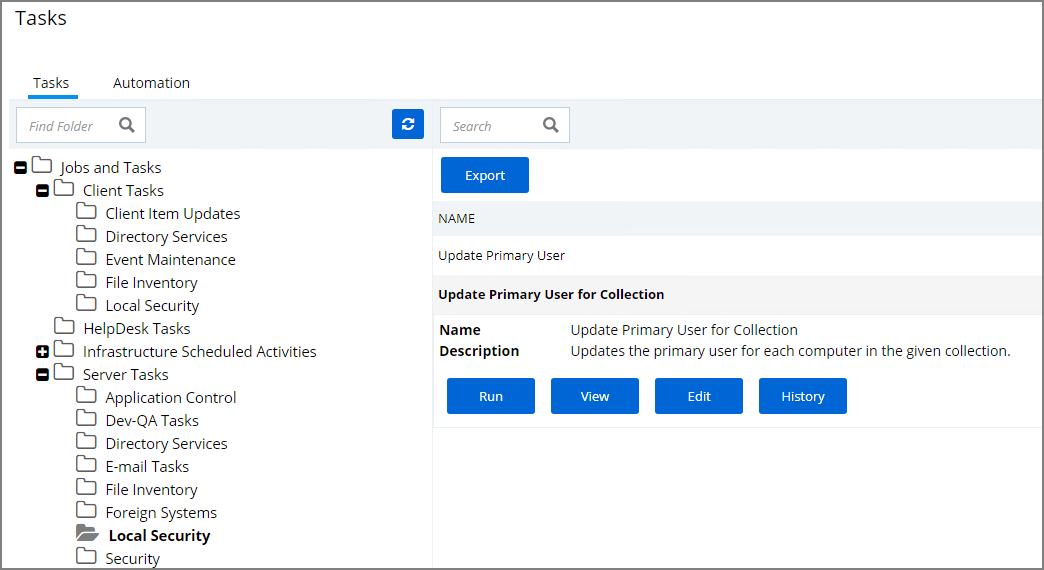 Tasks
Tasks Automation
Find Folder
Search
Jobs and Tasks
Client Tasks
Client Item Updates
Directory Services
Event Maintenance
File Inventory
Local Security
HelpDesk Tasks
Infrastructure Scheduled Activities
Server Tasks
Application Control
Dev-QA Tasks
Directory Services
E-mail Tasks
File Inventory
Foreign Systems
Local Security
Security
Export
NAME
Update Primary User
Update Primary User for Collection
Name Update Primary User for Collection
Description Updates the primary user for each computer in the given collection.
Run View Edit History